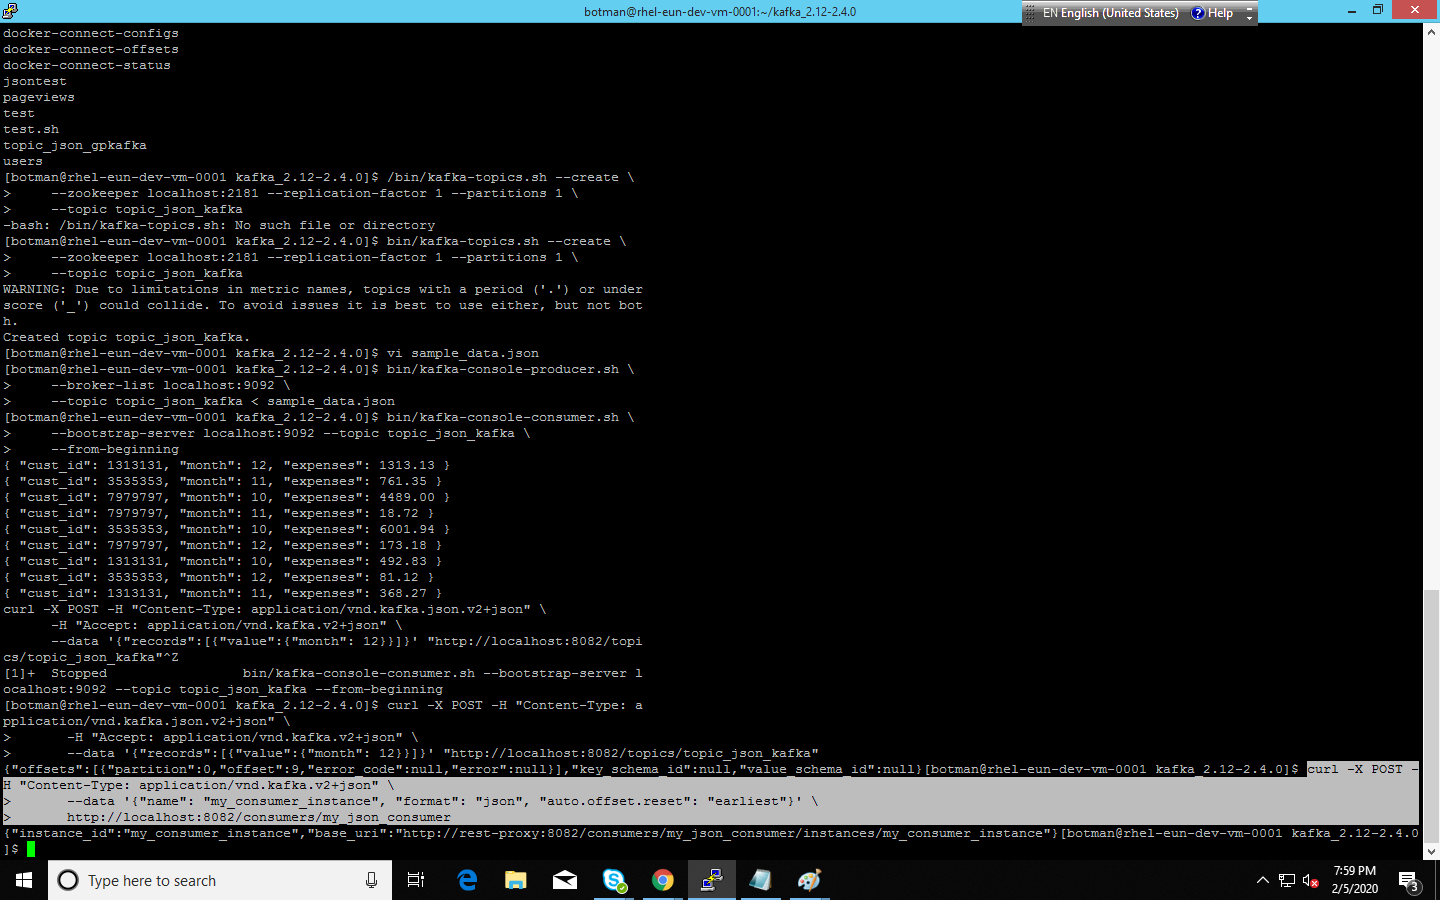 botman@rhel-eun-dev-vm-0001:~/kafka_2.12-2.4.0
EN English (United States) Help
docker-connect-configs
docker-connect-offsets
docker-connect-status
jsontest
pageviews
test
test.sh
topic_json_gpkafka
users
[botman@rhel-eun-dev-vm-0001 kafka_2.12-2.4.0]$ /bin/kafka-topics.sh --create \
>     --zookeeper localhost:2181 --replication-factor 1 --partitions 1 \
>     --topic topic_json_kafka
-bash: /bin/kafka-topics.sh: No such file or directory
[botman@rhel-eun-dev-vm-0001 kafka_2.12-2.4.0]$ bin/kafka-topics.sh --create \
>     --zookeeper localhost:2181 --replication-factor 1 --partitions 1 \
>     --topic topic_json_kafka
WARNING: Due to limitations in metric names, topics with a period ('.') or under
score ('_') could collide. To avoid issues it is best to use either, but not bot
h.
Created topic topic_json_kafka.
[botman@rhel-eun-dev-vm-0001 kafka_2.12-2.4.0]$ vi sample_data.json
[botman@rhel-eun-dev-vm-0001 kafka_2.12-2.4.0]$ bin/kafka-console-producer.sh \
>     --broker-list localhost:9092 \
>     --topic topic_json_kafka < sample_data.json
[botman@rhel-eun-dev-vm-0001 kafka_2.12-2.4.0]$ bin/kafka-console-consumer.sh \
>     --bootstrap-server localhost:9092 --topic topic_json_kafka \
>     --from-beginning
{ "cust_id": 1313131, "month": 12, "expenses": 1313.13 }
{ "cust_id": 3535353, "month": 11, "expenses": 761.35 }
{ "cust_id": 7979797, "month": 10, "expenses": 4489.00 }
{ "cust_id": 7979797, "month": 11, "expenses": 18.72 }
{ "cust_id": 3535353, "month": 10, "expenses": 6001.94 }
{ "cust_id": 7979797, "month": 12, "expenses": 173.18 }
{ "cust_id": 1313131, "month": 10, "expenses": 492.83 }
{ "cust_id": 3535353, "month": 12, "expenses": 81.12 }
{ "cust_id": 1313131, "month": 11, "expenses": 368.27 }
curl -X POST -H "Content-Type: application/vnd.kafka.json.v2+json" \
      -H "Accept: application/vnd.kafka.v2+json" \
      --data '{"records":[{"value":{"month": 12}}]}' "http://localhost:8082/topi
cs/topic_json_kafka"^Z
[1]+  Stopped                 bin/kafka-console-consumer.sh --bootstrap-server l
ocalhost:9092 --topic topic_json_kafka --from-beginning
[botman@rhel-eun-dev-vm-0001 kafka_2.12-2.4.0]$ curl -X POST -H "Content-Type: a
pplication/vnd.kafka.json.v2+json" \
>       -H "Accept: application/vnd.kafka.v2+json" \
>       --data '{"records":[{"value":{"month": 12}}]}' "http://localhost:8082/topics/topic_json_kafka"
{"offsets":[{"partition":0,"offset":9,"error_code":null,"error":null}],"key_schema_id":null,"value_schema_id":null}[botman@rhel-eun-dev-vm-0001 kafka_2.12-2.4.0]$ curl -X POST -
H "Content-Type: application/vnd.kafka.v2+json" \
>       --data '{"name": "my_consumer_instance", "format": "json", "auto.offset.reset": "earliest"}' \
>       http://localhost:8082/consumers/my_json_consumer
{"instance_id":"my_consumer_instance","base_uri":"http://rest-proxy:8082/consumers/my_json_consumer/instances/my_consumer_instance"}[botman@rhel-eun-dev-vm-0001 kafka_2.12-2.4.0
]$
Type here to search
7:59 PM
2/5/2020
3